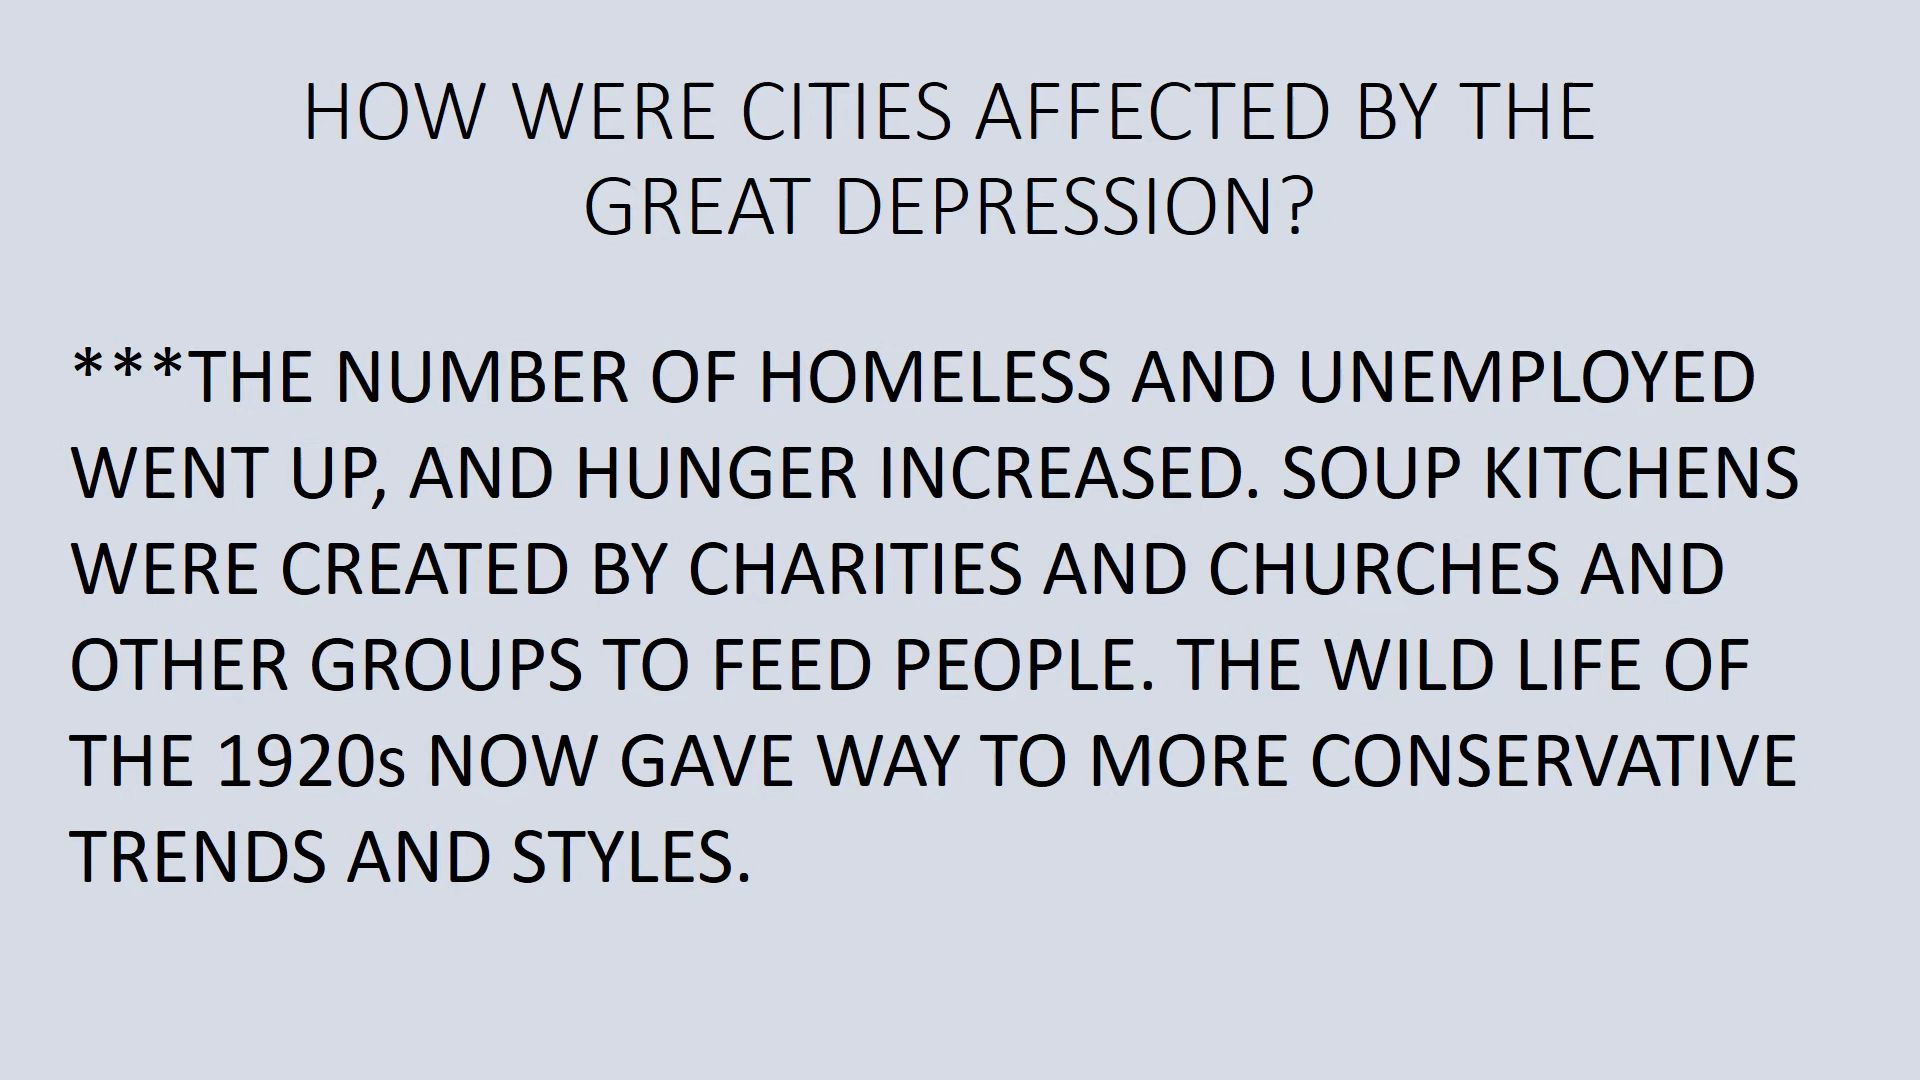 HOW WERE CITIES AFFECTED BY THE
GREAT DEPRESSION?
***THE NUMBER OF HOMELESS AND UNEMPLOYED
WENT UP, AND HUNGER INCREASED. SOUP KITCHENS
WERE CREATED BY CHARITIES AND CHURCHES AND
OTHER GROUPS TO FEED PEOPLE. THE WILD LIFE OF
THE 1920s NOW GAVE WAY TO MORE CONSERVATIVE
TRENDS AND STYLES.